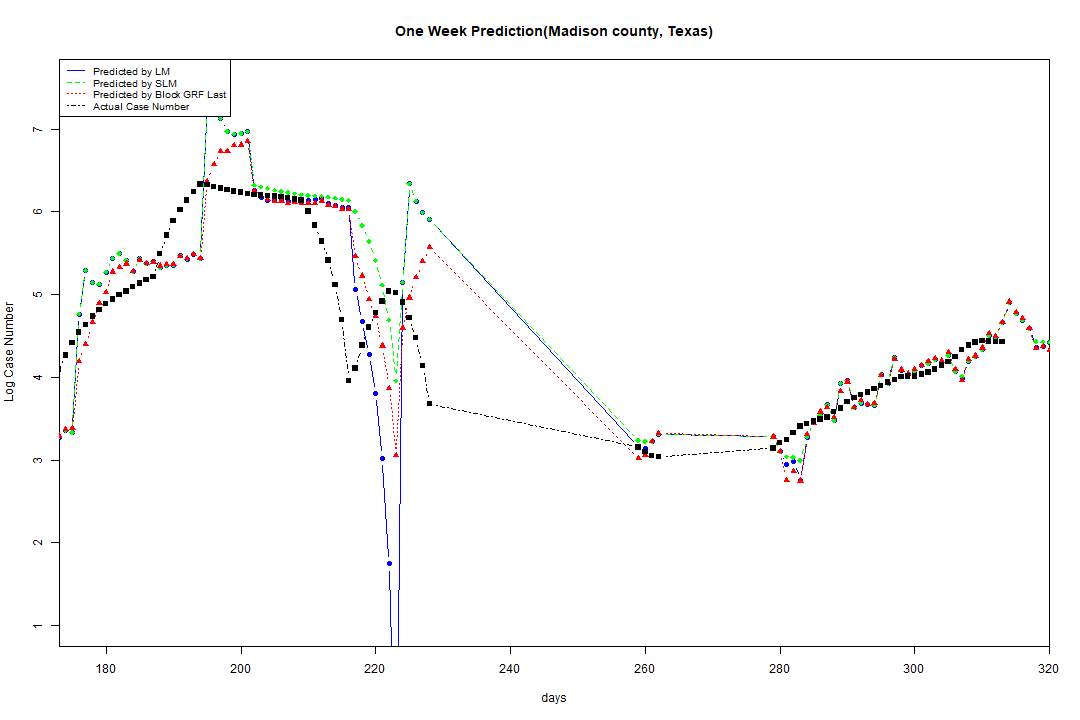 One Week Prediction(Madison county, Texas)
Predicted by LM
Predicted by SLM
Predicted by Block GRF Last
Actual Case Number
7
6
5
4
3
2
1
Log Case Number
180 200 220 240 260 280 300 320
days